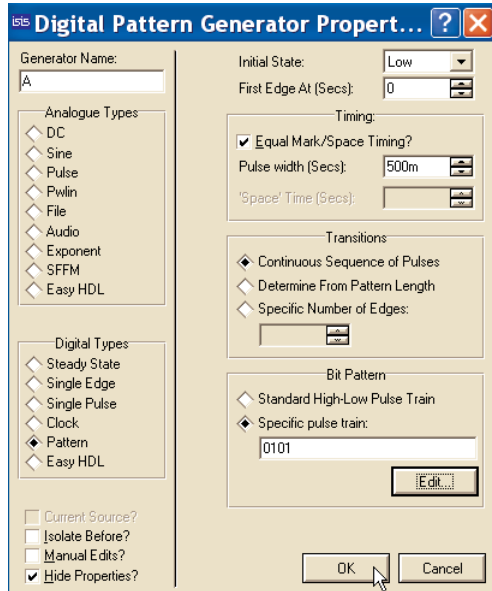 isis Digital Pattern Generator Propert...
Generator Name:
A
Analogue Types
DC
Sine
Pulse
Pwlin
File
Audio
Exponent
SFFM
Easy HDL
Digital Types
Steady State
Single Edge
Single Pulse
Clock
Pattern
Easy HDL
Current Source?
Isolate Before?
Manual Edits?
Hide Properties?
Initial State: Low
First Edge At (Secs): 0
Timing:
Equal Mark/Space Timing?
Pulse width (Secs): 500m
'Space' Time (Secs):
Transitions
Continuous Sequence of Pulses
Determine From Pattern Length
Specific Number of Edges:
Bit Pattern
Standard High-Low Pulse Train
Specific pulse train:
0101
Edit...
OK Cancel